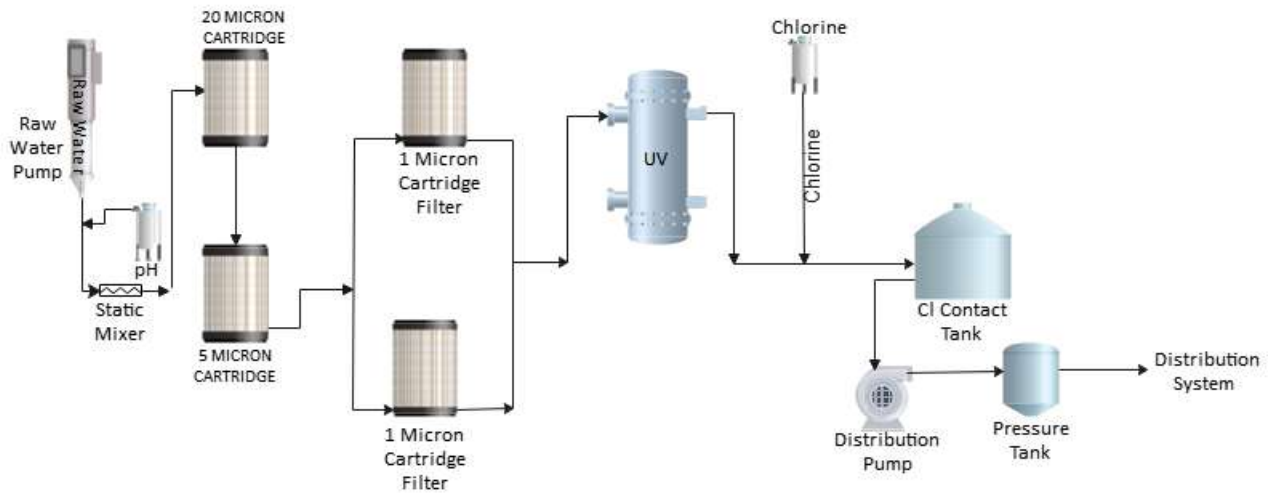 Raw
Water
Pump
Raw Water
pH
Static
Mixer
20 MICRON
CARTRIDGE
5 MICRON
CARTRIDGE
1 Micron
Cartridge
Filter
1 Micron
Cartridge
Filter
UV
Chlorine
Chlorine
Cl Contact
Tank
Distribution
Pump
Pressure
Tank
Distribution
System